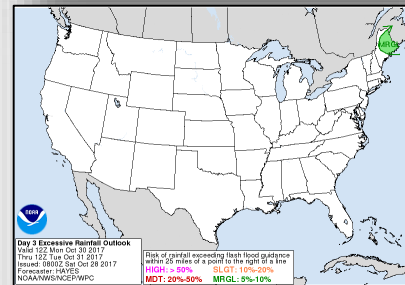 MRGL
NOAA
Day 3 Excessive Rainfall Outlook
Valid 12Z Mon Oct 30 2017
Thru 12Z Tue Oct 31 2017
Issued: 0800Z Sat Oct 28 2017
Forecaster: HAYES
NOAA/NWS/NCEP/WPC
Risk of rainfall exceeding flash flood guidance
within 25 miles of a point to the right of a line
HIGH: > 50% SLGT: 10%-20%
MDT: 20%-50% MRGL: 5%-10%